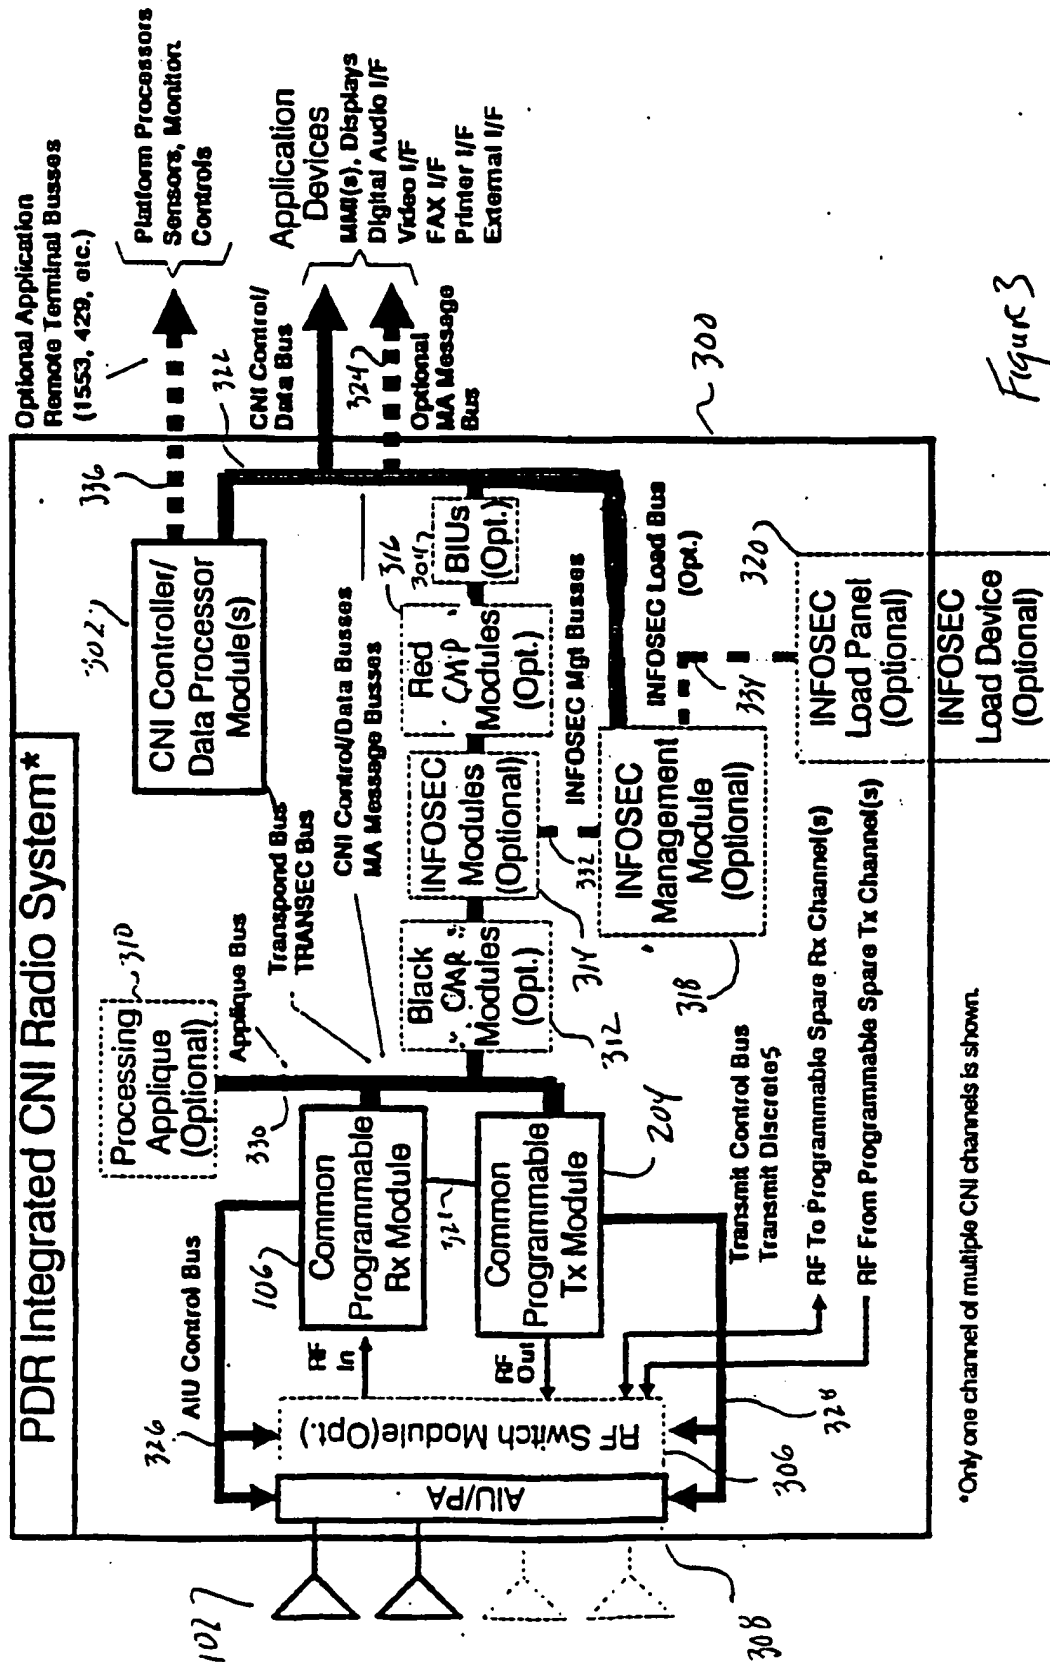 PDR Integrated CNI Radio System*
Optional Application
Remote Terminal Busses
(1553, 429, etc.)
Platform Processors
Sensors, Monitors
Controls
336
322
302
CNI Controller/
Data Processor
Module(s)
CNI Control/
Data Bus
Application
Devices
MMI(s), Displays
Digital Audio I/F
Video I/F
FAX I/F
Printer I/F
External I/F
324
Optional
MA Message
Bus
Processing
Applique
(Optional)
310
Applique Bus
330
Transpond Bus
TRANSEC Bus
CNI Control/Data Busses
MA Message Busses
326
AIU Control Bus
106
Common
Programmable
Rx Module
RF
In
321
Common
Programmable
Tx Module
204
RF
Out
Black
CMP
Modules
(Opt.)
312
INFOSEC
Modules
(Optional)
314
Red
CMP
Modules
(Opt.)
316
304
BIUs
(Opt.)
INFOSEC Mgt Busses
332
INFOSEC
Management
Module
(Optional)
318
INFOSEC Load Bus
(Opt.)
334
320
INFOSEC
Load Panel
(Optional)
INFOSEC
Load Device
(Optional)
RF Switch Module(Opt.)
306
AIU/PA
308
102
Transmit Control Bus
Transmit Discretes
328
RF To Programmable Spare Rx Channel(s)
RF From Programmable Spare Tx Channel(s)
300
*Only one channel of multiple CNI channels is shown.
Figure 3